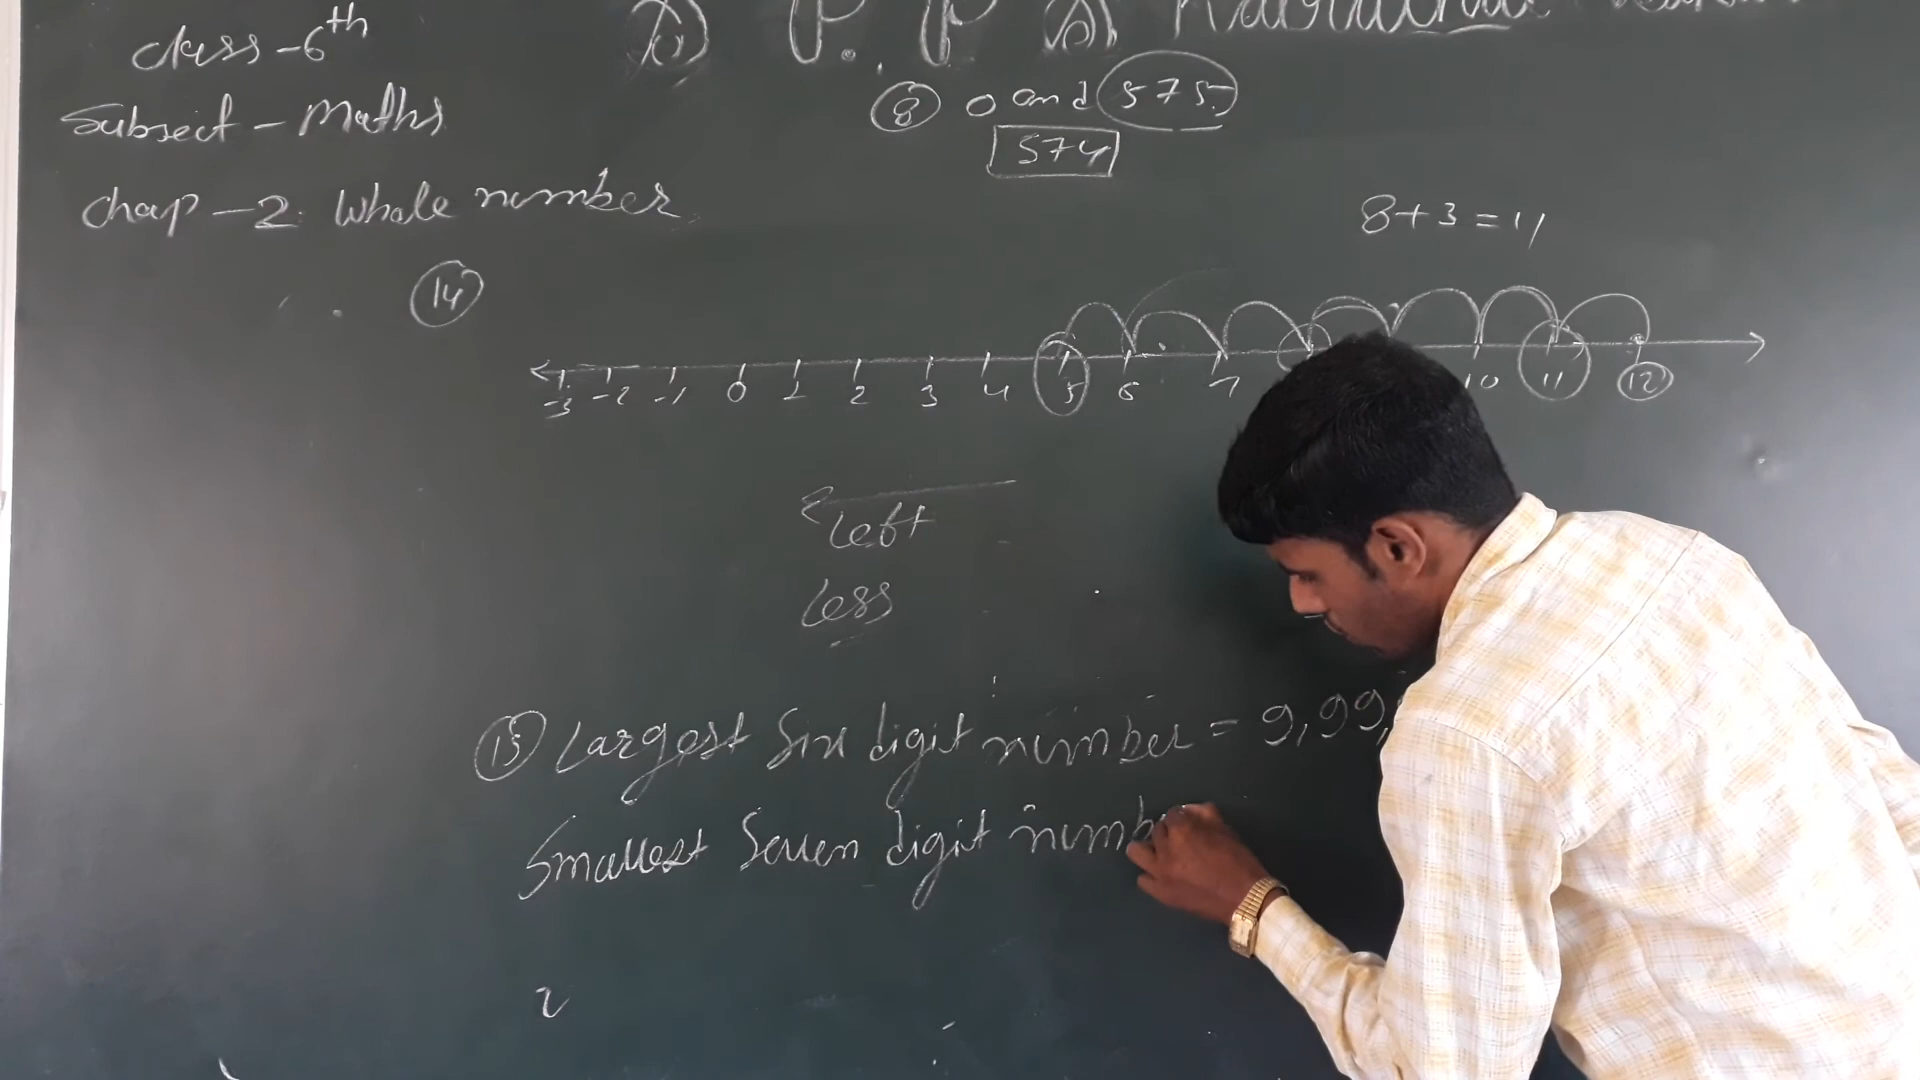 Class - 6th
Subject - Maths
Chap - 2. Whole number
8 0 and 575
574
8+3=11
14
-3 -2 -1 0 1 2 3 4 5 6 7 10 11 12
left
Less
15 Largest Six digit number = 9,99,
Smallest Seven digit numb